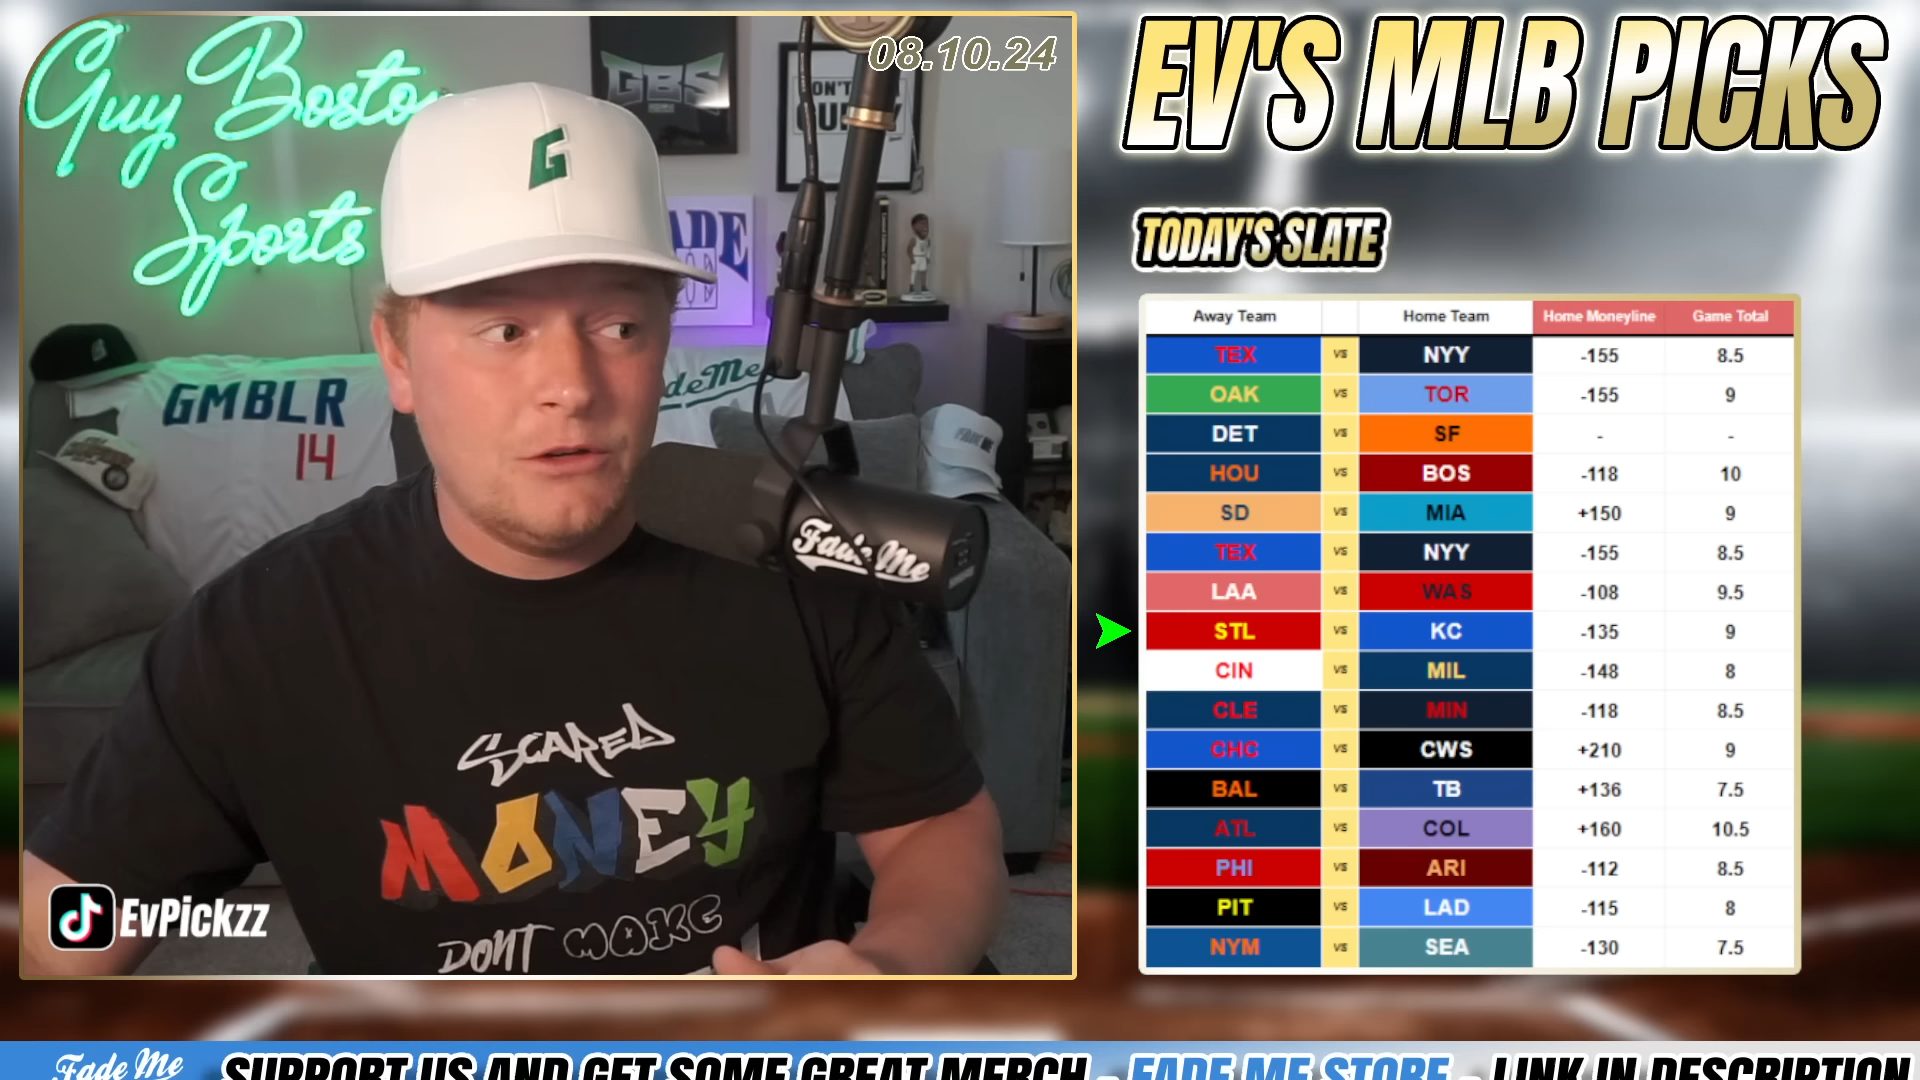 Guy Boston
Sports
GBS
08.10.24
EV'S MLB PICKS
TODAY'S SLATE
Away Team Home Team Home Moneyline Game Total
TEX vs NYY -155 8.5
OAK vs TOR -155 9
DET vs SF - -
HOU vs BOS -118 10
SD vs MIA +150 9
TEX vs NYY -155 8.5
LAA vs WAS -108 9.5
STL vs KC -135 9
CIN vs MIL -148 8
CLE vs MIN -118 8.5
CHC vs CWS +210 9
BAL vs TB +136 7.5
ATL vs COL +160 10.5
PHI vs ARI -112 8.5
PIT vs LAD -115 8
NYM vs SEA -130 7.5
G
GMBLR
14
FADE ME
Fade Me
SCARED
MONEY
DONT MAKE
EvPickzz
Fade Me SUPPORT US AND GET SOME GREAT MERCH - FADE ME STORE - LINK IN DESCRIPTION